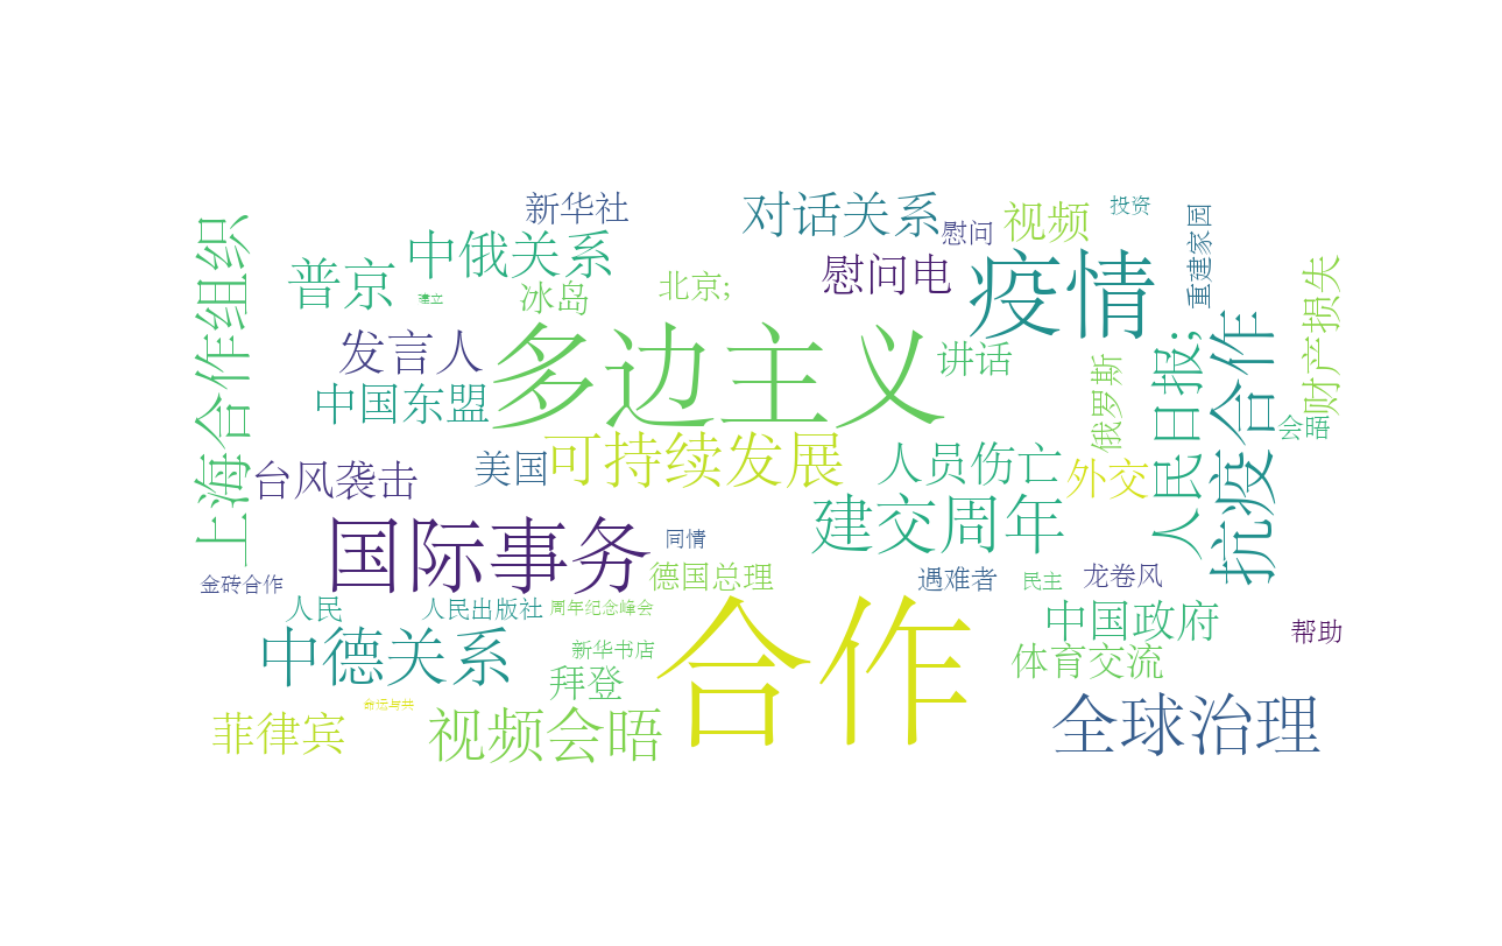 新华社
对话关系
视频
投资
慰问
重建家园
上海合作组织
中俄关系
普京
建立
冰岛
北京;
慰问电
疫情
财产损失
发言人
多边主义
讲话
俄罗斯
人民日报;
抗疫合作
中国东盟
会晤
台风袭击
美国
可持续发展
人员伤亡
外交
国际事务
建交周年
同情
金砖合作
德国总理
遇难者
民主
龙卷风
人民
人民出版社
周年纪念峰会
合作
中国政府
帮助
中德关系
新华书店
体育交流
拜登
命运与共
菲律宾
视频会晤
全球治理